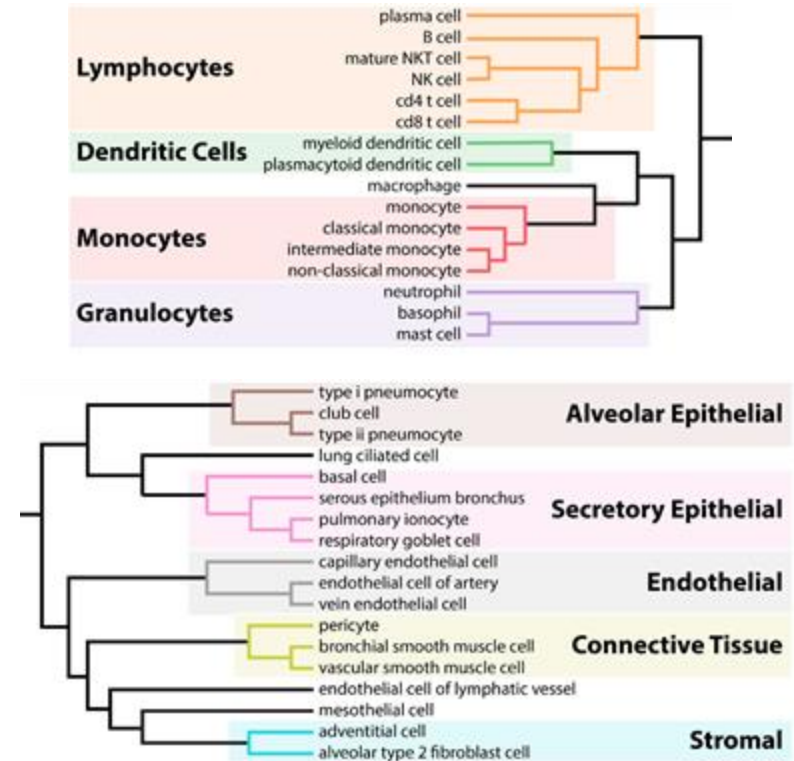 Lymphocytes
plasma cell
B cell
mature NKT cell
NK cell
cd4 t cell
cd8 t cell
Dendritic Cells
myeloid dendritic cell
plasmacytoid dendritic cell
macrophage
Monocytes
monocyte
classical monocyte
intermediate monocyte
non-classical monocyte
Granulocytes
neutrophil
basophil
mast cell
type i pneumocyte
club cell
type ii pneumocyte
Alveolar Epithelial
lung ciliated cell
basal cell
serous epithelium bronchus
pulmonary ionocyte
respiratory goblet cell
Secretory Epithelial
capillary endothelial cell
endothelial cell of artery
vein endothelial cell
Endothelial
pericyte
bronchial smooth muscle cell
vascular smooth muscle cell
Connective Tissue
endothelial cell of lymphatic vessel
mesothelial cell
adventitial cell
alveolar type 2 fibroblast cell
Stromal